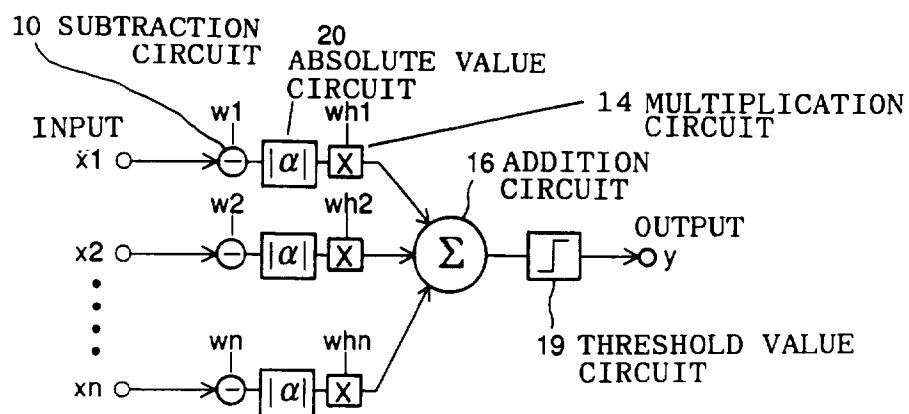 10 SUBTRACTION
CIRCUIT
20
ABSOLUTE VALUE
CIRCUIT
w1
wh1
14 MULTIPLICATION
CIRCUIT
INPUT
x1
−
|α|
X
16 ADDITION
CIRCUIT
w2
wh2
x2
−
|α|
X
Σ
OUTPUT
y
wn
whn
19 THRESHOLD VALUE
CIRCUIT
xn
−
|α|
X